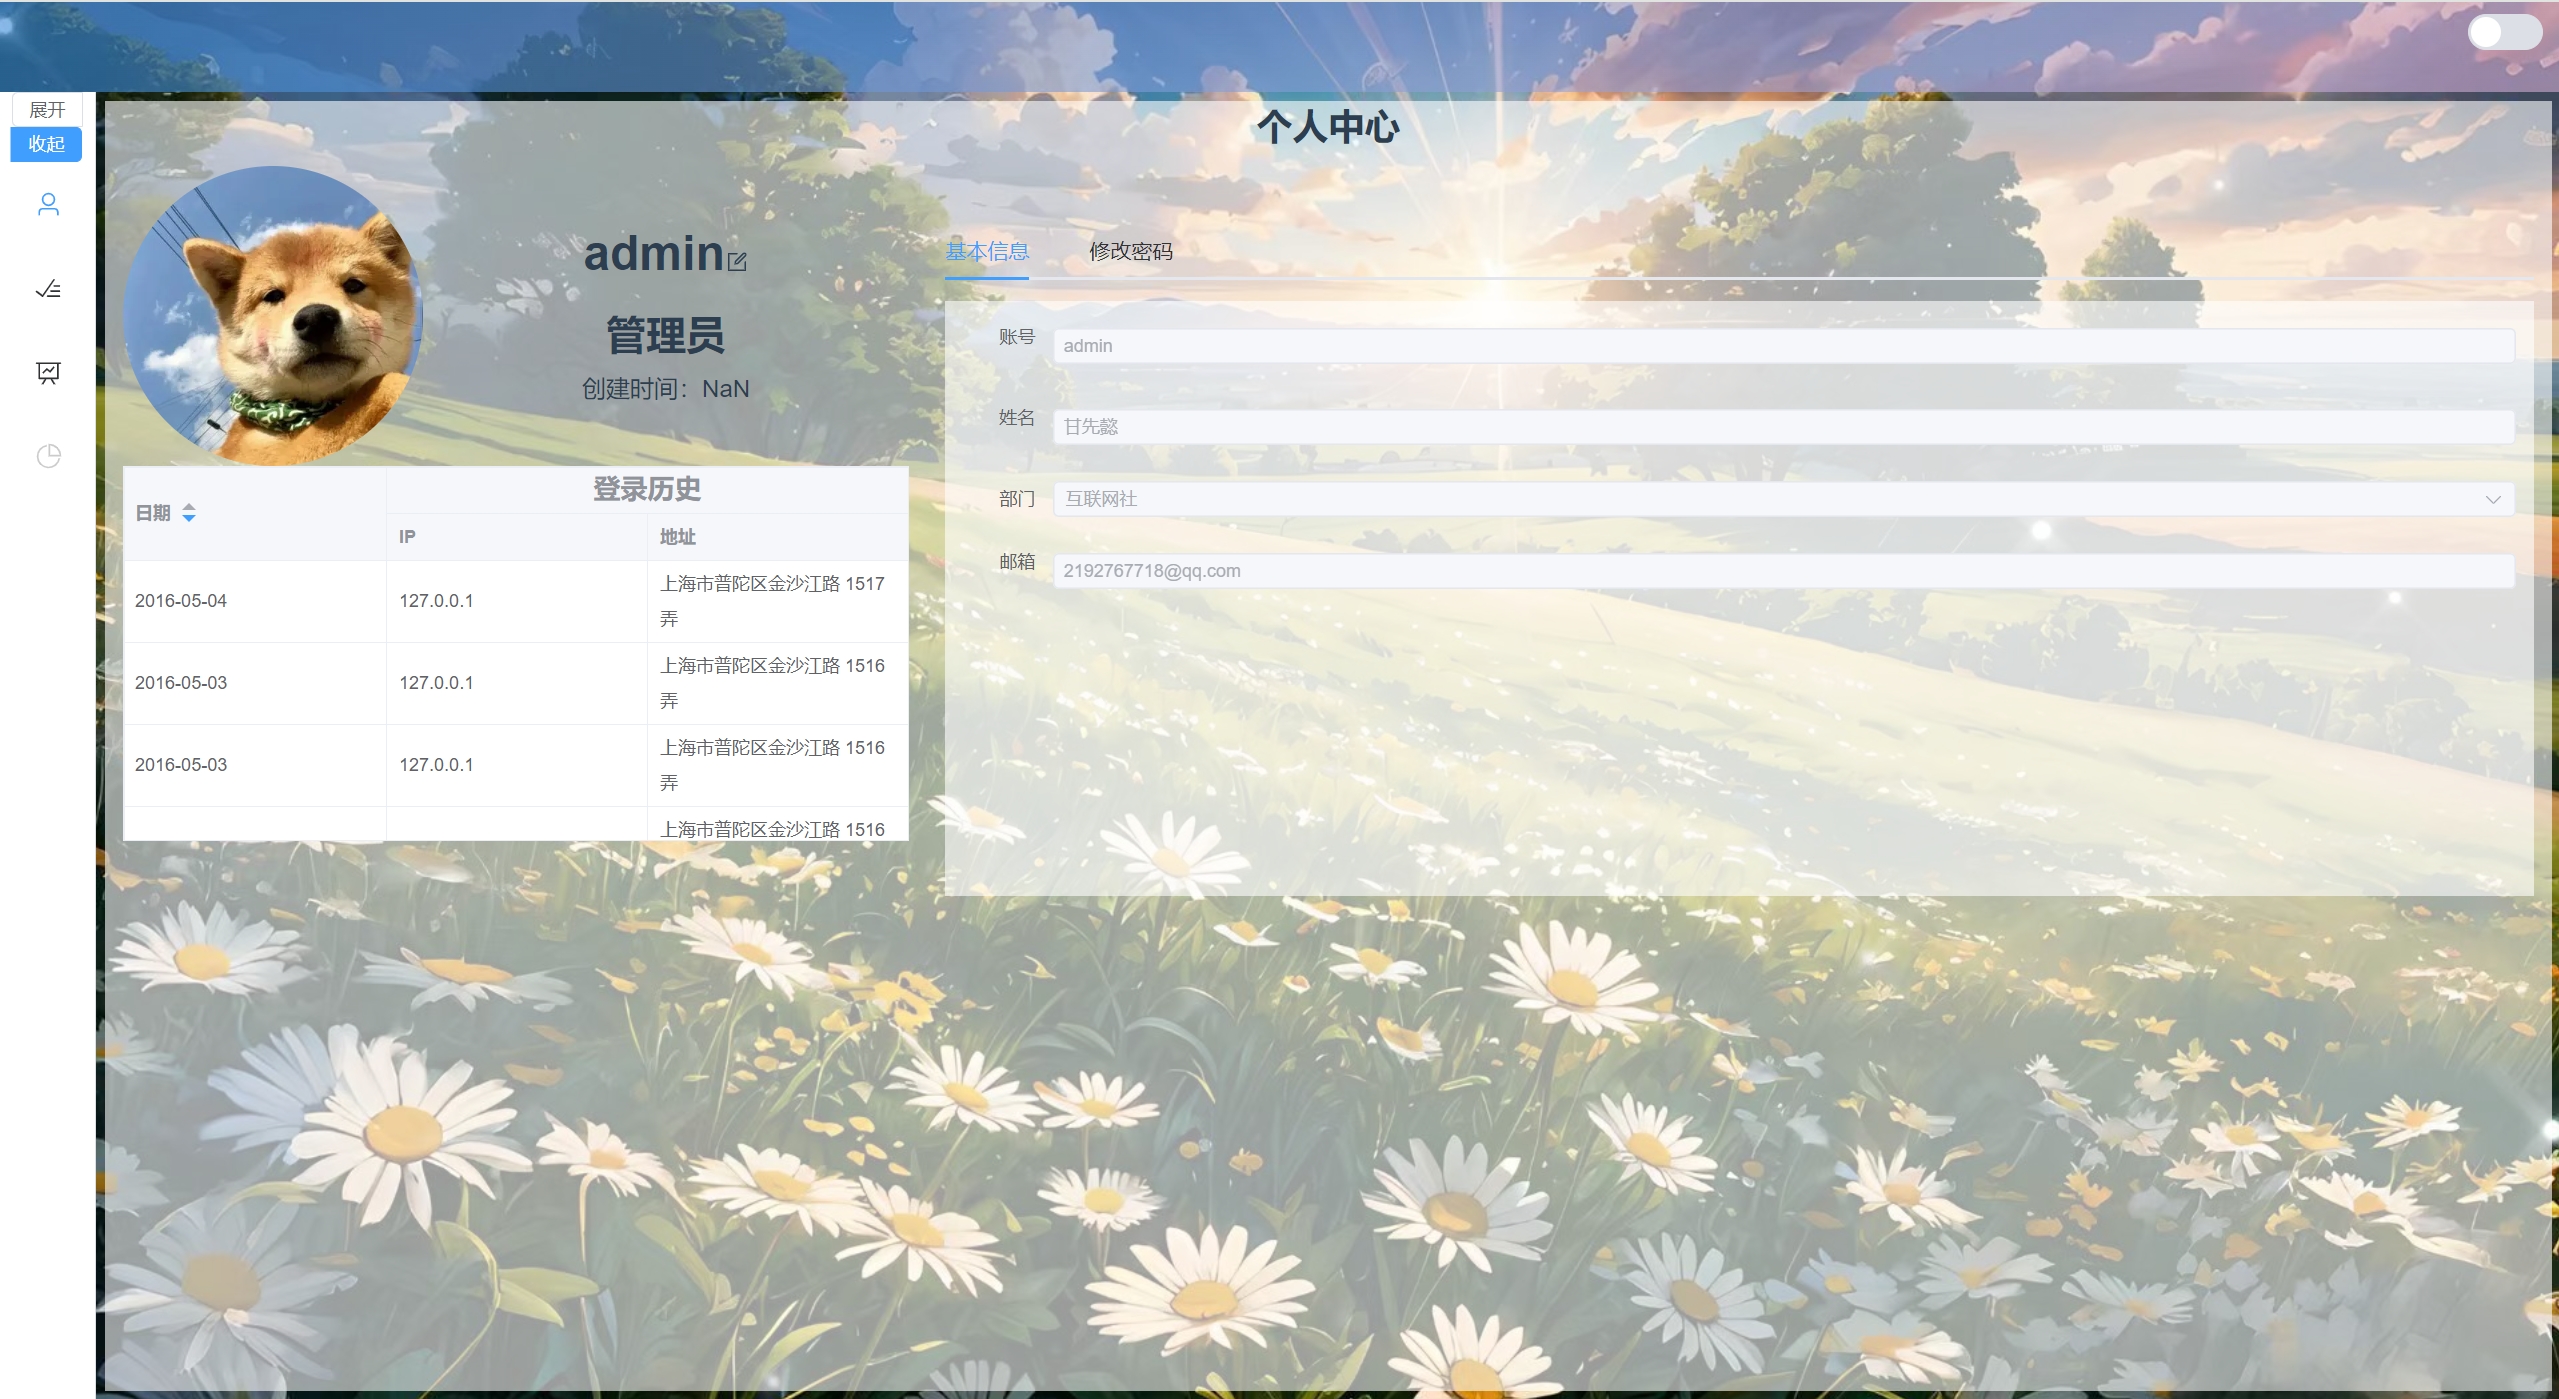 展开
收起
个人中心
admin
管理员
创建时间：NaN
日期
登录历史
IP
地址
2016-05-04
127.0.0.1
上海市普陀区金沙江路 1517
弄
2016-05-03
127.0.0.1
上海市普陀区金沙江路 1516
弄
2016-05-03
127.0.0.1
上海市普陀区金沙江路 1516
弄
上海市普陀区金沙江路 1516
基本信息
修改密码
账号
admin
姓名
甘先懿
部门
互联网社
邮箱
2192767718@qq.com